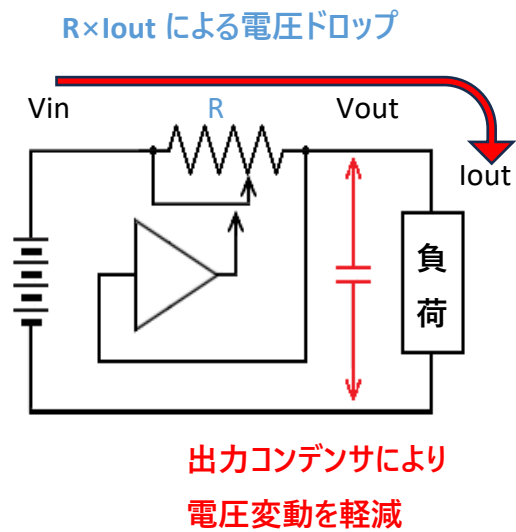 R×Iout による電圧ドロップ
Vin
R
Vout
Iout
負
荷
出力コンデンサにより
電圧変動を軽減